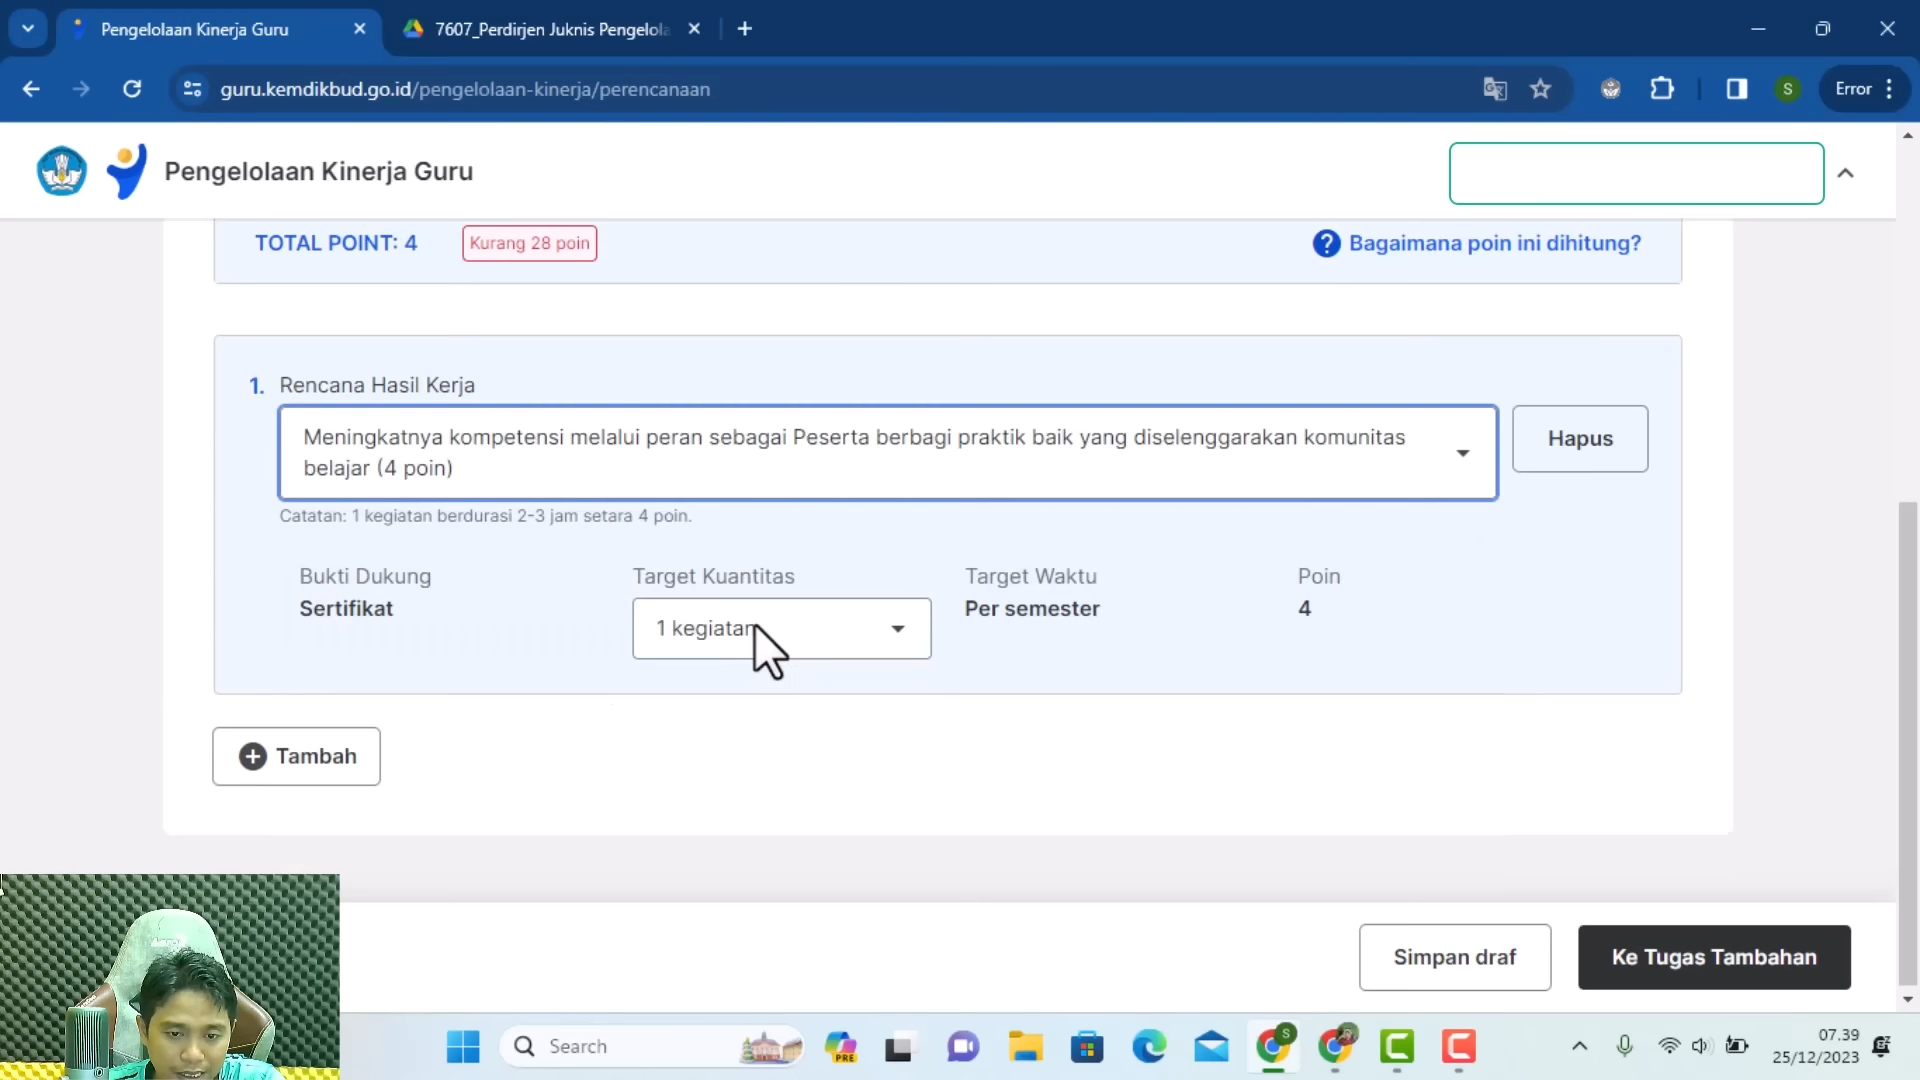 Pengelolaan Kinerja Guru
7607_Perdirjen Juknis Pengelola
guru.kemdikbud.go.id/pengelolaan-kinerja/perencanaan
S
Error
Pengelolaan Kinerja Guru
TOTAL POINT: 4
Kurang 28 poin
? Bagaimana poin ini dihitung?
1. Rencana Hasil Kerja
Meningkatnya kompetensi melalui peran sebagai Peserta berbagi praktik baik yang diselenggarakan komunitas
belajar (4 poin)
Hapus
Catatan: 1 kegiatan berdurasi 2-3 jam setara 4 poin.
Bukti Dukung
Sertifikat
Target Kuantitas
1 kegiatan
Target Waktu
Per semester
Poin
4
Tambah
Simpan draf
Ke Tugas Tambahan
Search
PRE
S
07.39
25/12/2023